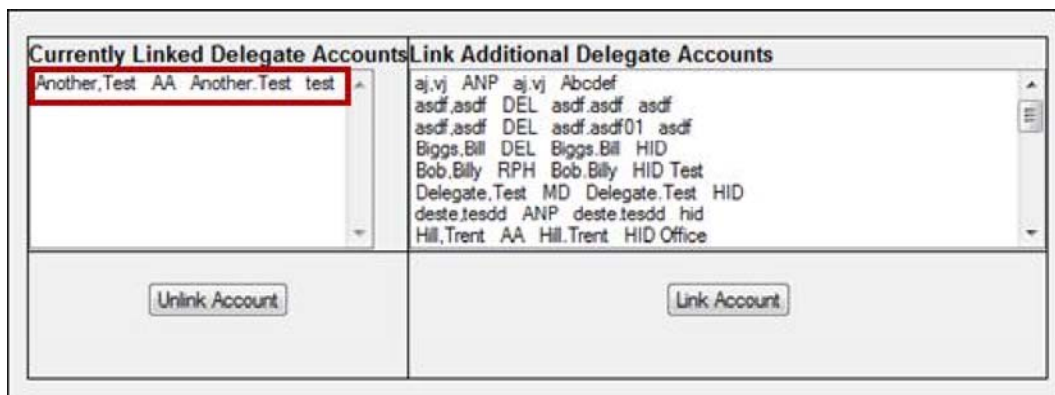 Currently Linked Delegate Accounts
Another,Test AA Another.Test test
Unlink Account
Link Additional Delegate Accounts
aj,vj ANP aj.vj Abcdef
asdf,asdf DEL asdf.asdf asdf
asdf,asdf DEL asdf.asdf01 asdf
Biggs,Bill DEL Biggs.Bill HID
Bob,Billy RPH Bob.Billy HID Test
Delegate,Test MD Delegate.Test HID
deste,tesdd ANP deste.tesdd hid
Hill,Trent AA Hill.Trent HID Office
Link Account